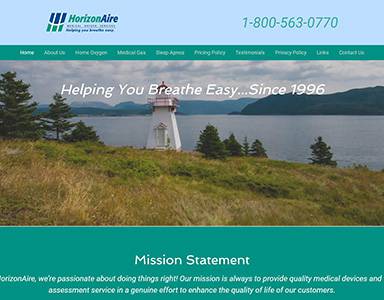 HorizonAire
MEDICAL OXYGEN SERVICES
Helping you breathe easy.
1-800-563-0770
Home About Us Home Oxygen Medical Gas Sleep Apnea Pricing Policy Testimonials Privacy Policy Links Contact Us
Helping You Breathe Easy...Since 1996
Mission Statement
HorizonAire, we're passionate about doing things right! Our mission is always to provide quality medical devices and
assessment service in a genuine effort to enhance the quality of life of our customers.